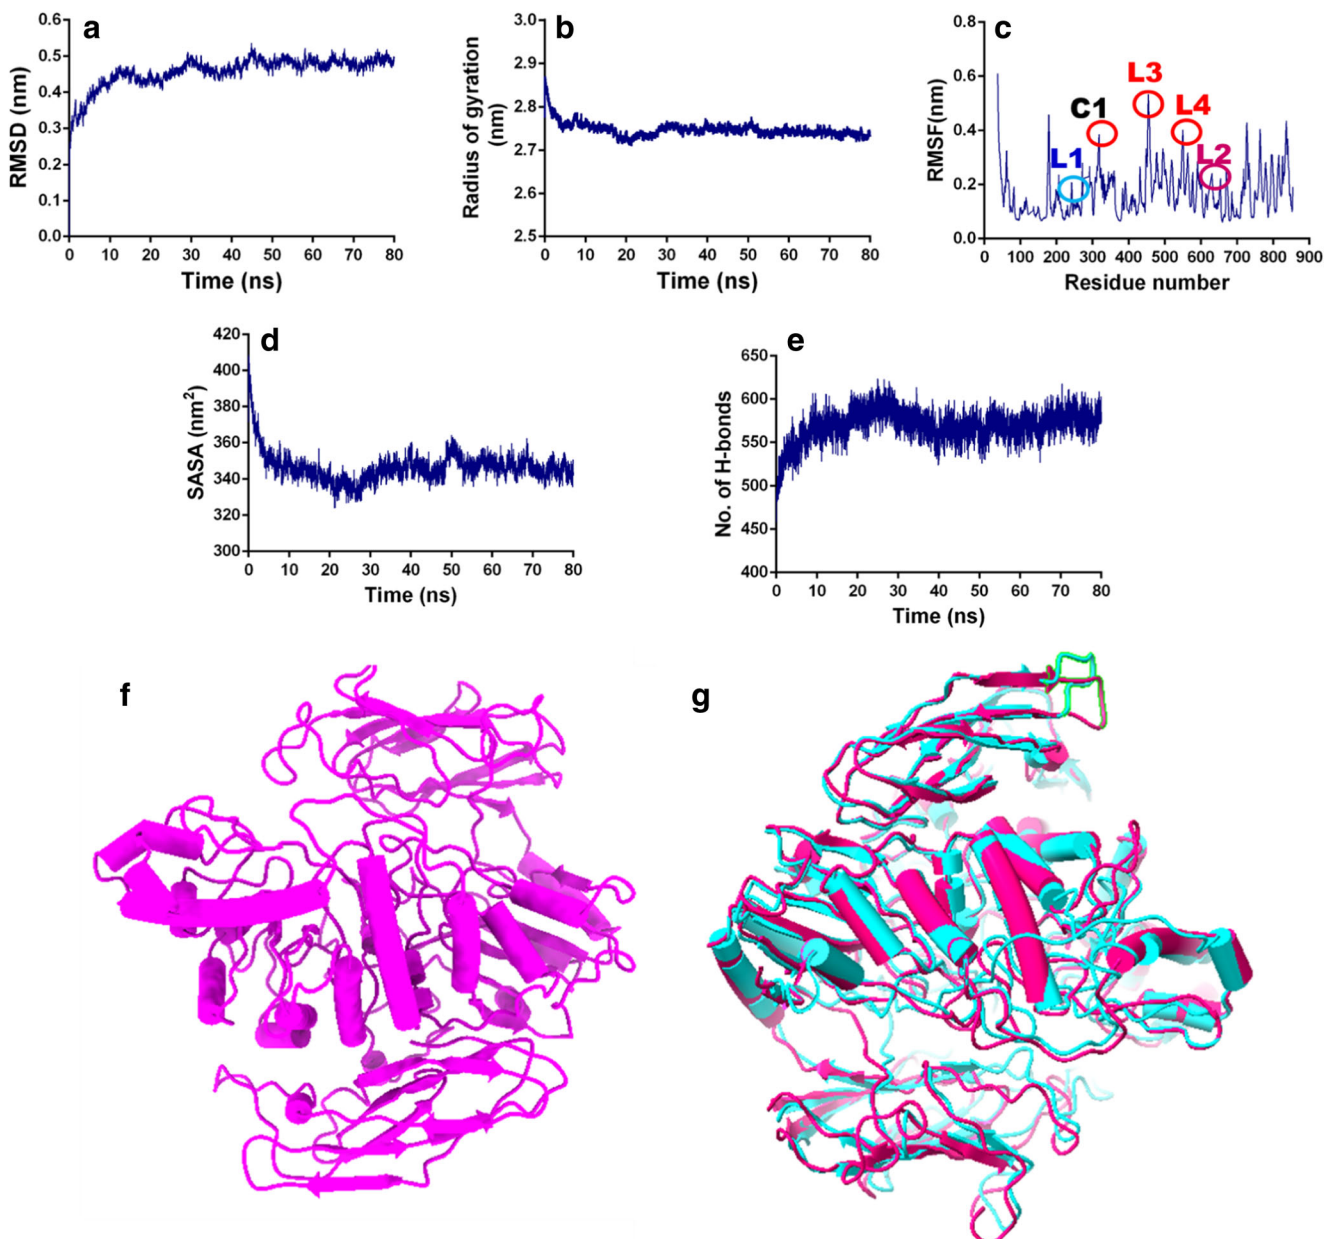 a
RMSD (nm)
0.6
0.5
0.4
0.3
0.2
0.1
0.0
0 10 20 30 40 50 60 70 80
Time (ns)
b
Radius of gyration
(nm)
3.0
2.9
2.8
2.7
2.6
2.5
0 10 20 30 40 50 60 70 80
Time (ns)
c
RMSF(nm)
0.8
0.6
0.4
0.2
0.0
L3
C1
L4
L1
L2
0 100 200 300 400 500 600 700 800 900
Residue number
d
SASA (nm²)
420
400
380
360
340
320
300
0 10 20 30 40 50 60 70 80
Time (ns)
e
No. of H-bonds
650
600
550
500
450
400
0 10 20 30 40 50 60 70 80
Time (ns)
f
g